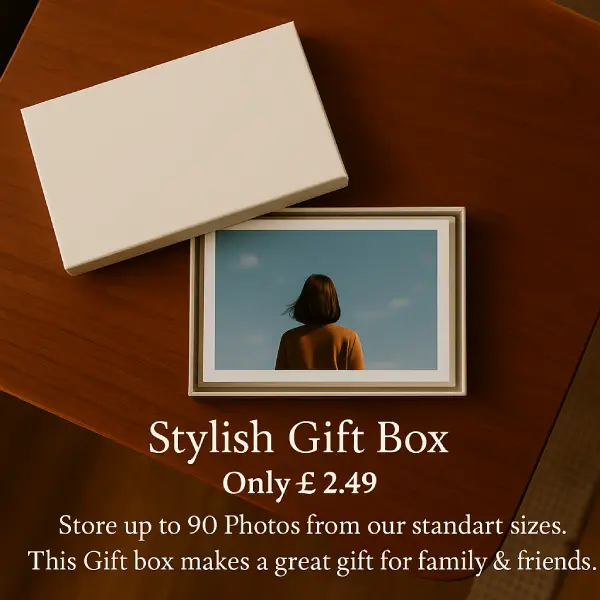 Stylish Gift Box
Only £ 2.49
Store up to 90 Photos from our standart sizes.
This Gift box makes a great gift for family & friends.